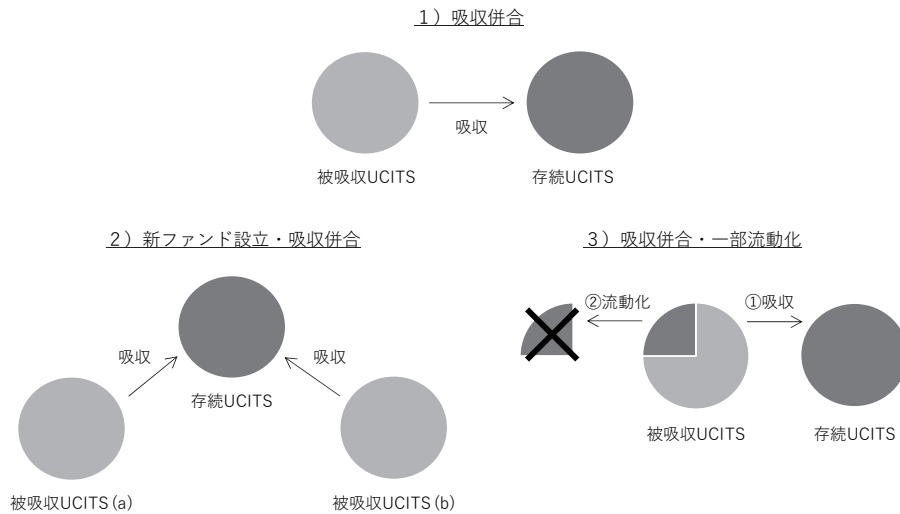 １）吸収併合
吸収
被吸収UCITS
存続UCITS
２）新ファンド設立・吸収併合
吸収
吸収
存続UCITS
被吸収UCITS（a）
被吸収UCITS（b）
３）吸収併合・一部流動化
②流動化
①吸収
被吸収UCITS
存続UCITS